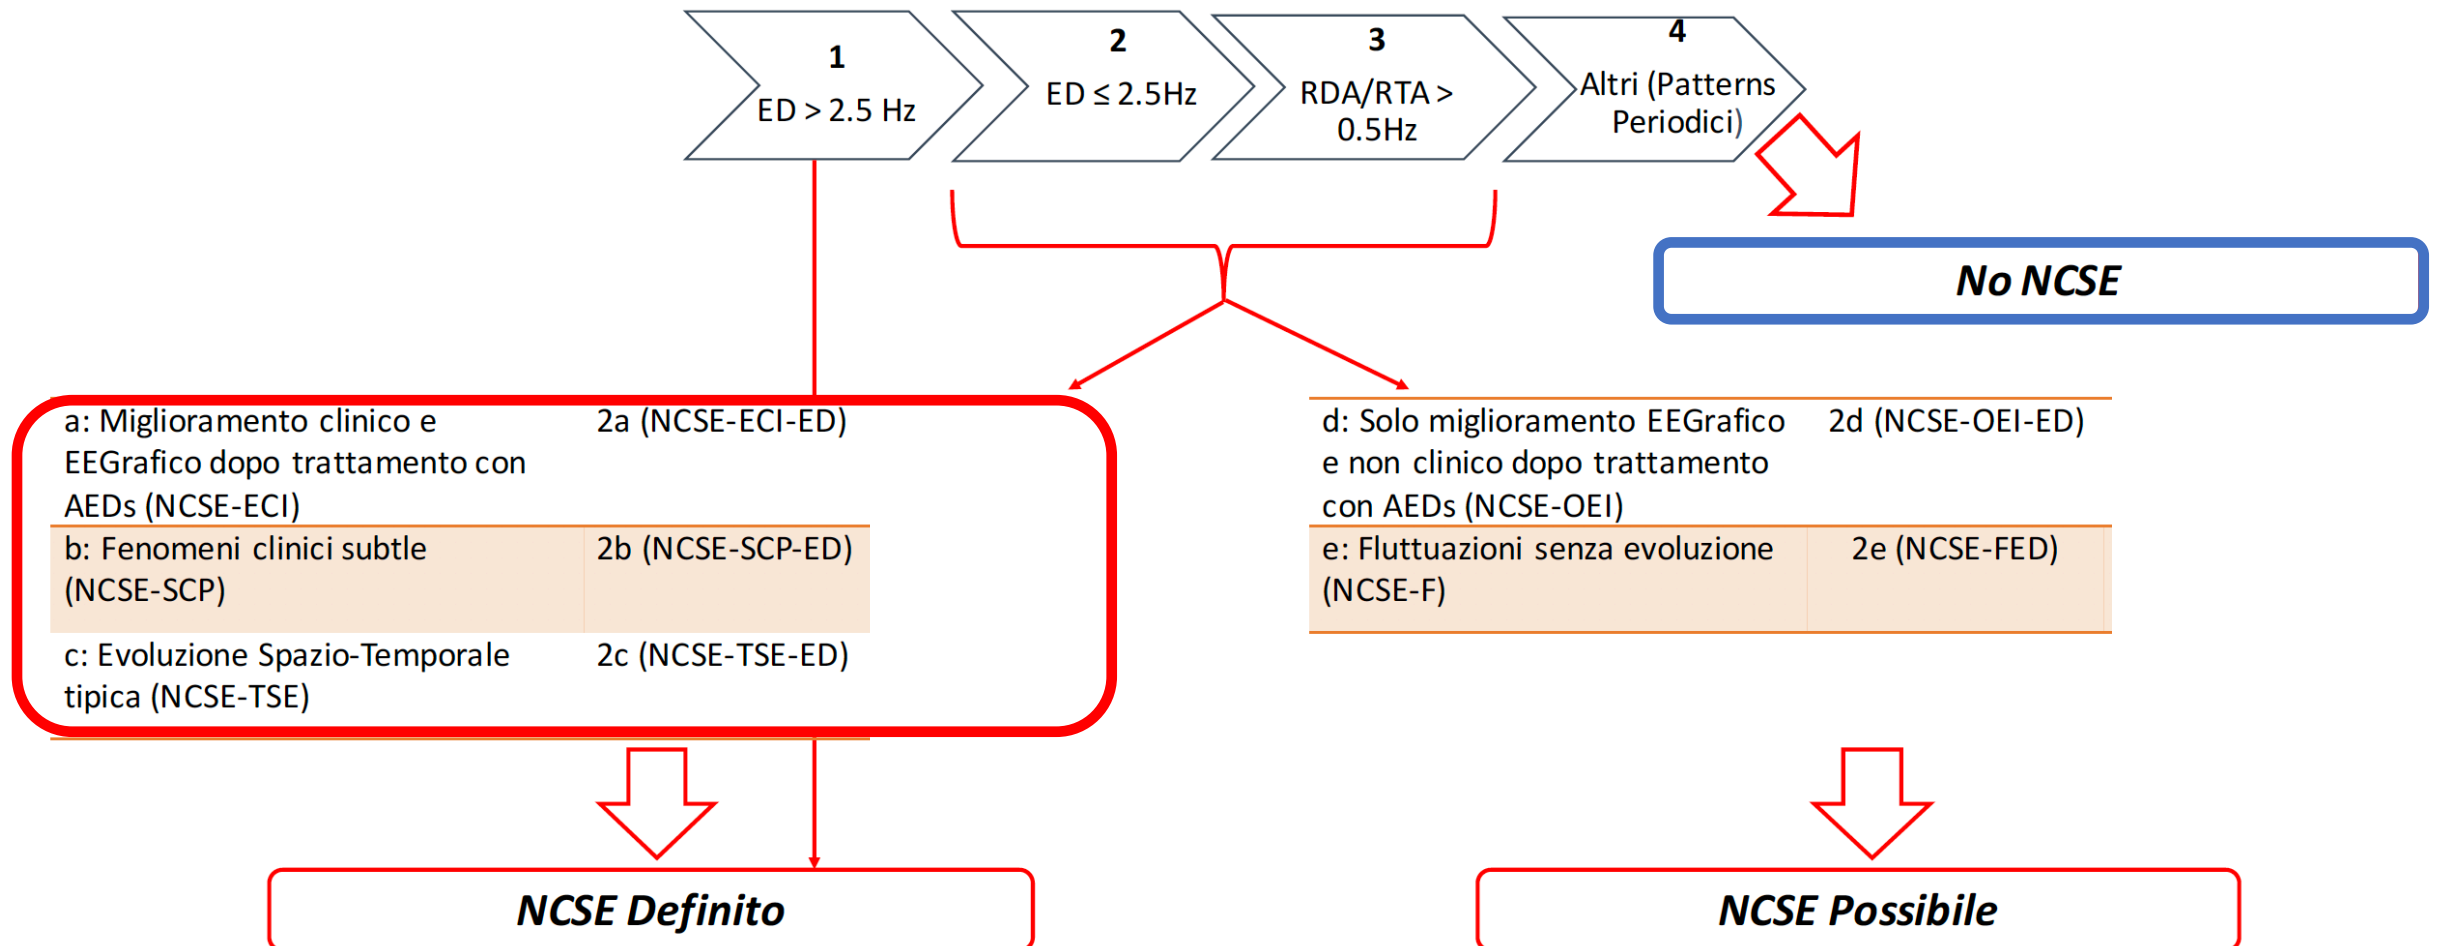 1
ED > 2.5 Hz
2
ED ≤ 2.5Hz
3
RDA/RTA >
0.5Hz
4
Altri (Patterns
Periodici)
No NCSE
a: Miglioramento clinico e
EEGrafico dopo trattamento con
AEDs (NCSE-ECI)
2a (NCSE-ECI-ED)
b: Fenomeni clinici subtle
(NCSE-SCP)
2b (NCSE-SCP-ED)
c: Evoluzione Spazio-Temporale
tipica (NCSE-TSE)
2c (NCSE-TSE-ED)
d: Solo miglioramento EEGrafico
e non clinico dopo trattamento
con AEDs (NCSE-OEI)
2d (NCSE-OEI-ED)
e: Fluttuazioni senza evoluzione
(NCSE-F)
2e (NCSE-FED)
NCSE Definito
NCSE Possibile